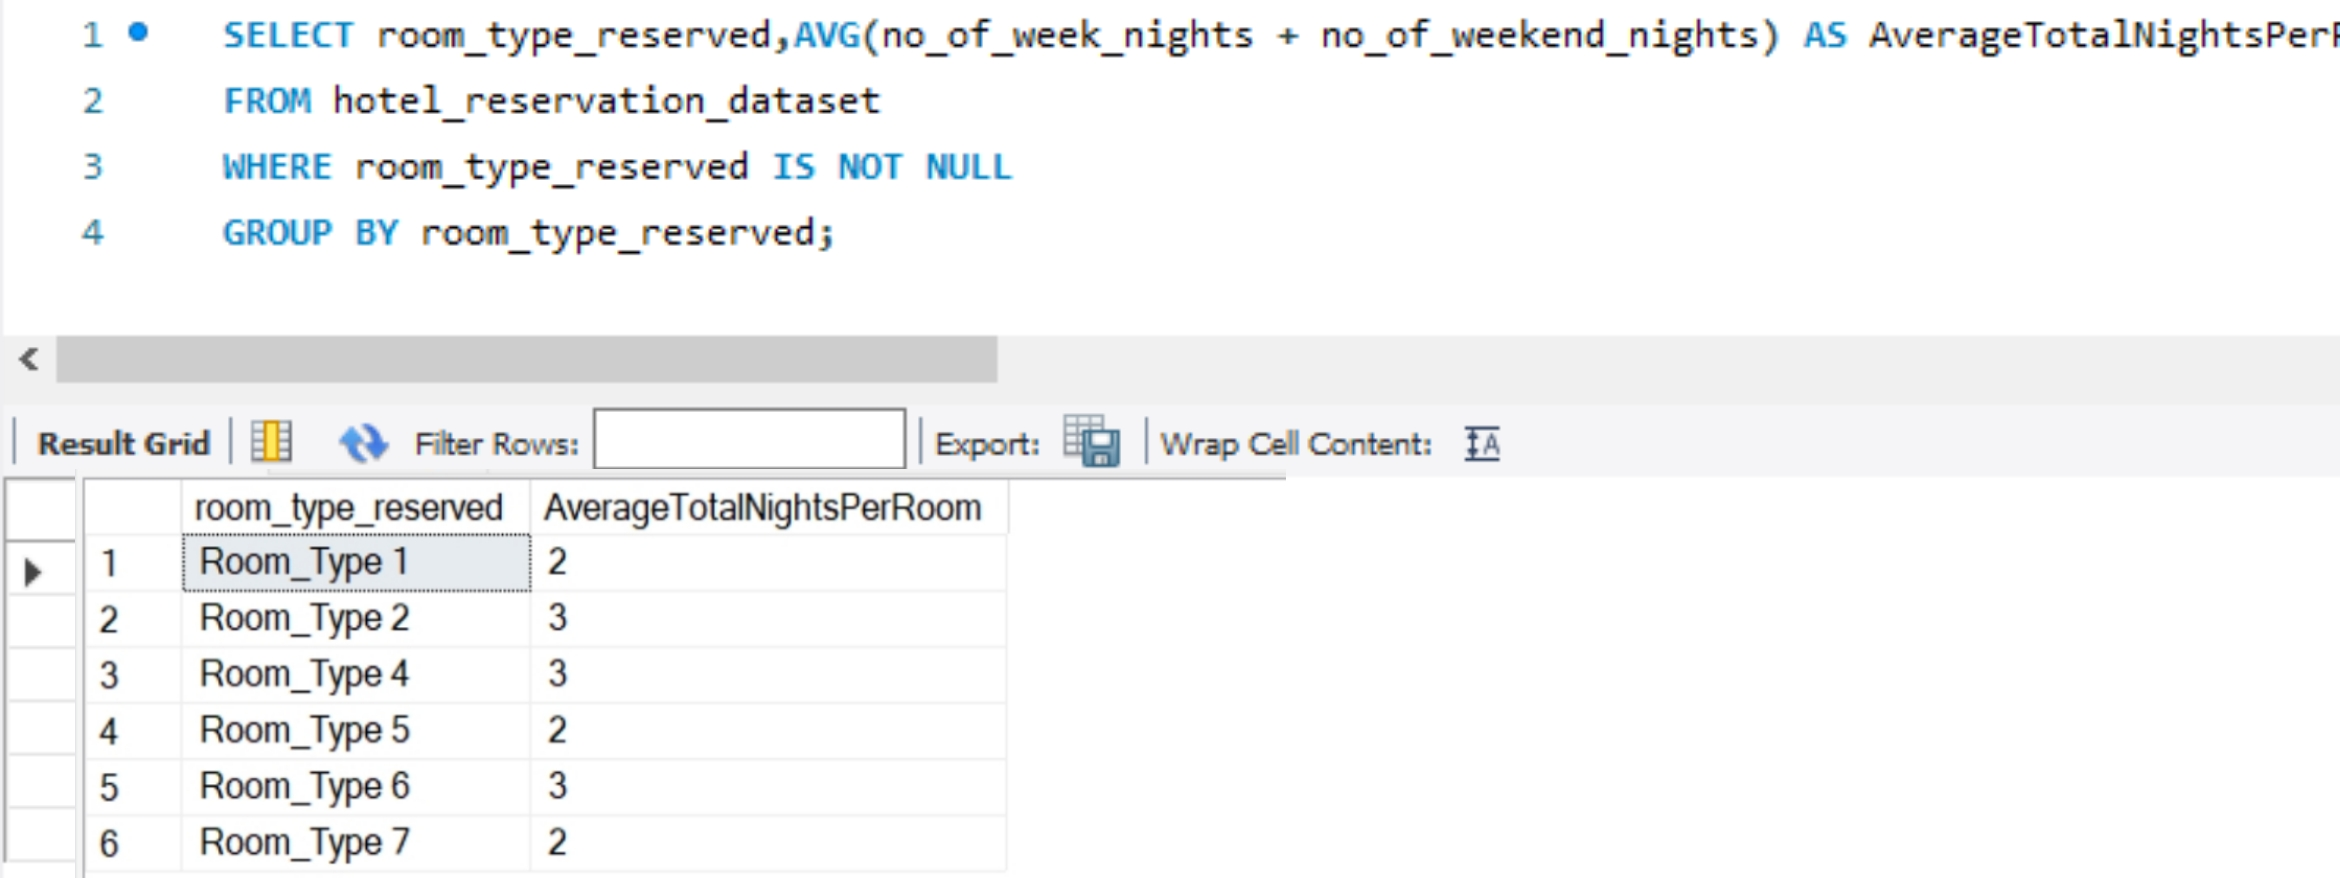 1 SELECT room_type_reserved,AVG(no_of_week_nights + no_of_weekend_nights) AS AverageTotalNightsPerR
2 FROM hotel_reservation_dataset
3 WHERE room_type_reserved IS NOT NULL
4 GROUP BY room_type_reserved;
Result Grid Filter Rows: Export: Wrap Cell Content: A
room_type_reserved AverageTotalNightsPerRoom
1 Room_Type 1 2
2 Room_Type 2 3
3 Room_Type 4 3
4 Room_Type 5 2
5 Room_Type 6 3
6 Room_Type 7 2